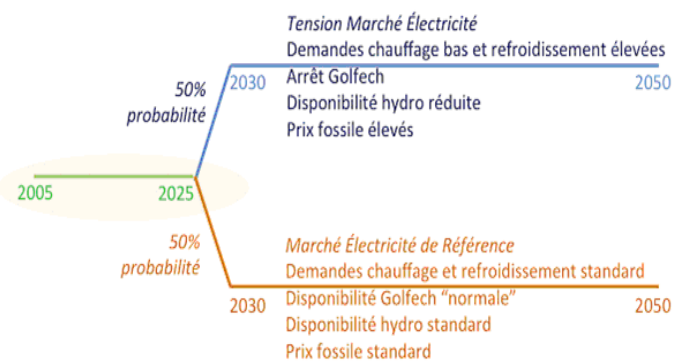 Tension Marché Électricité
Demandes chauffage bas et refroidissement élevées
50%
probabilité
2030
Arrêt Golfech
2050
Disponibilité hydro réduite
Prix fossile élevés
2005
2025
50%
probabilité
Marché Électricité de Référence
Demandes chauffage et refroidissement standard
2030
Disponibilité Golfech “normale”
2050
Disponibilité hydro standard
Prix fossile standard